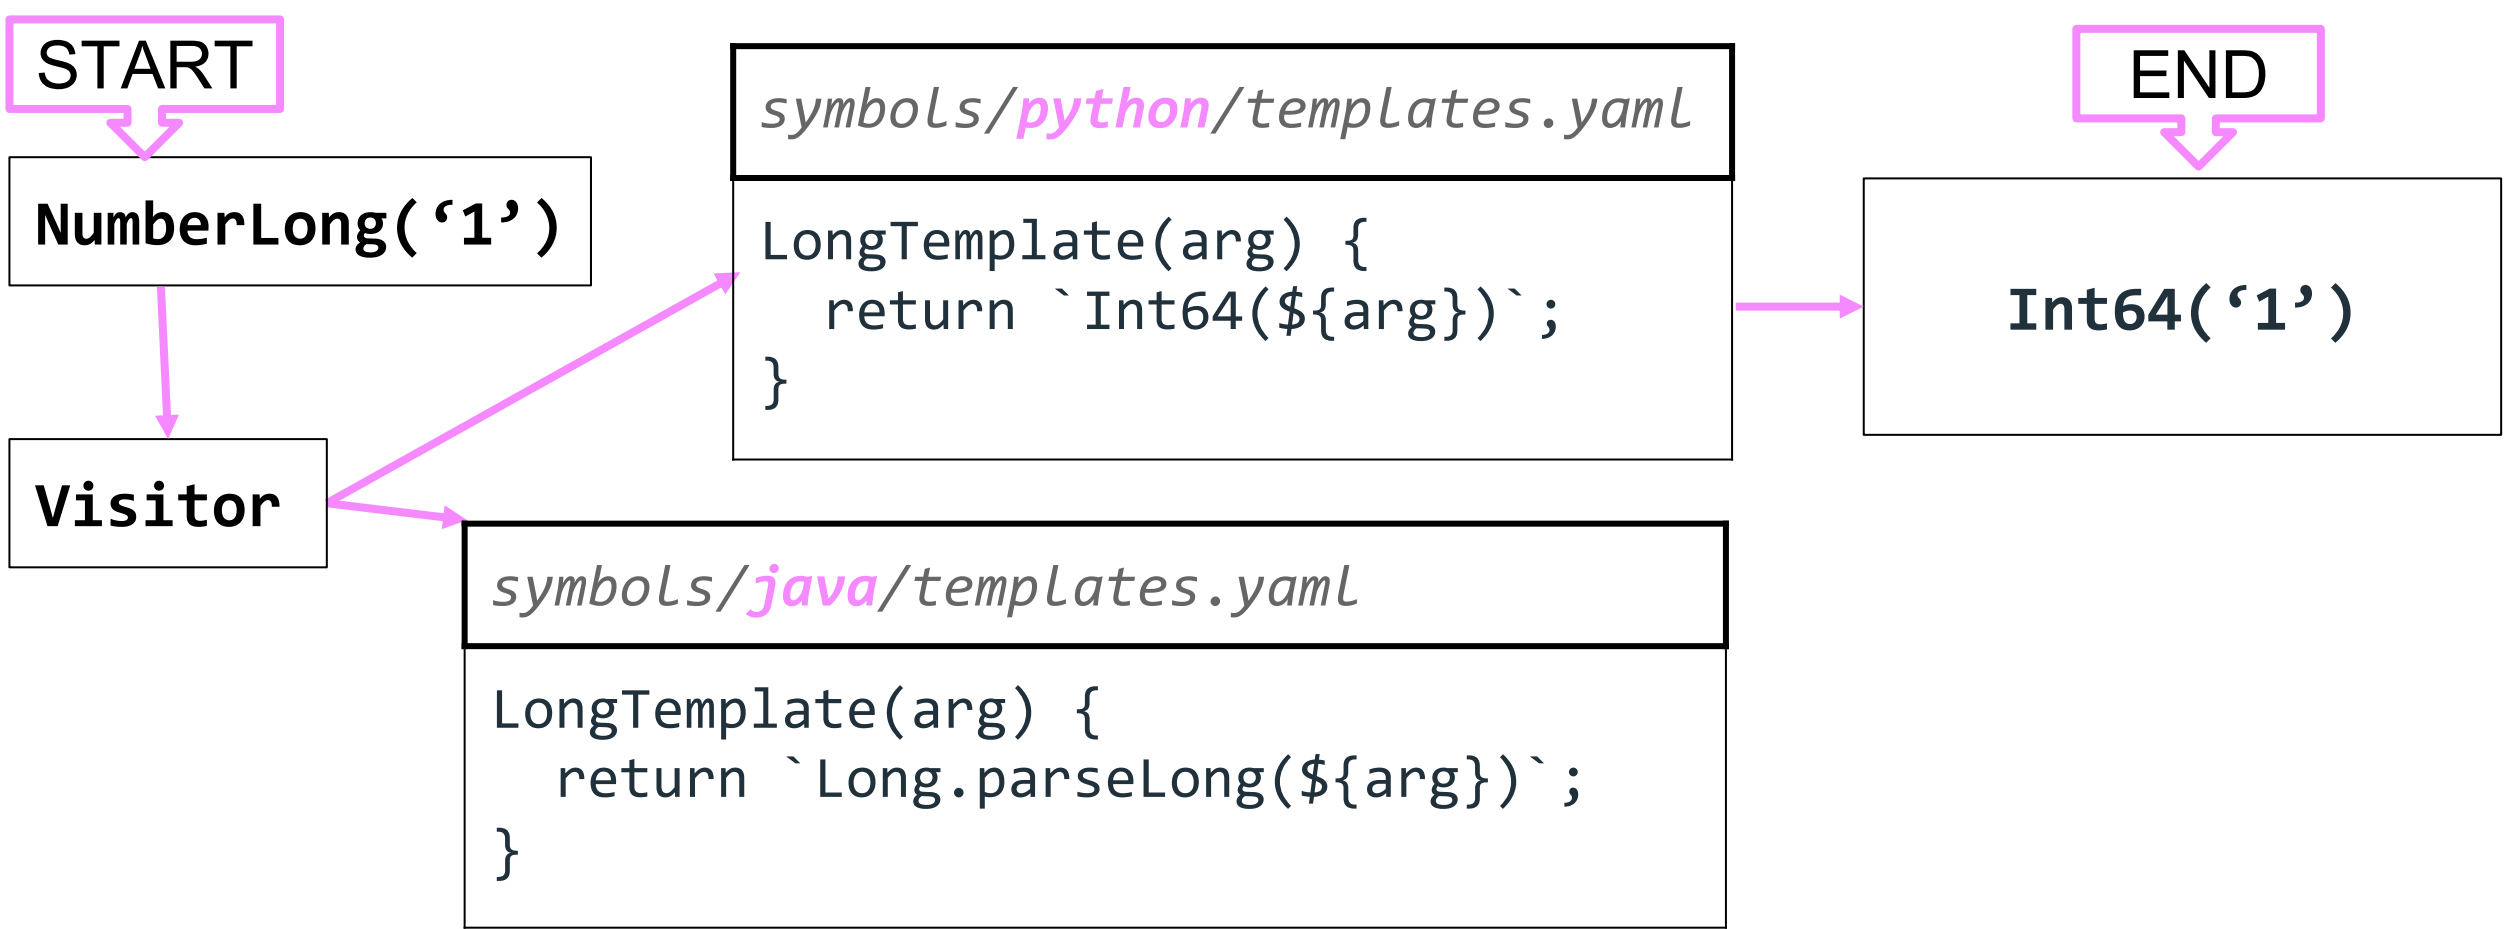 START
NumberLong(‘1’)
Visitor
symbols/python/templates.yaml
LongTemplate(arg) {
return `Int64(${arg})`;
}
symbols/java/templates.yaml
LongTemplate(arg) {
return `Long.parseLong(${arg})`;
}
END
Int64(‘1’)